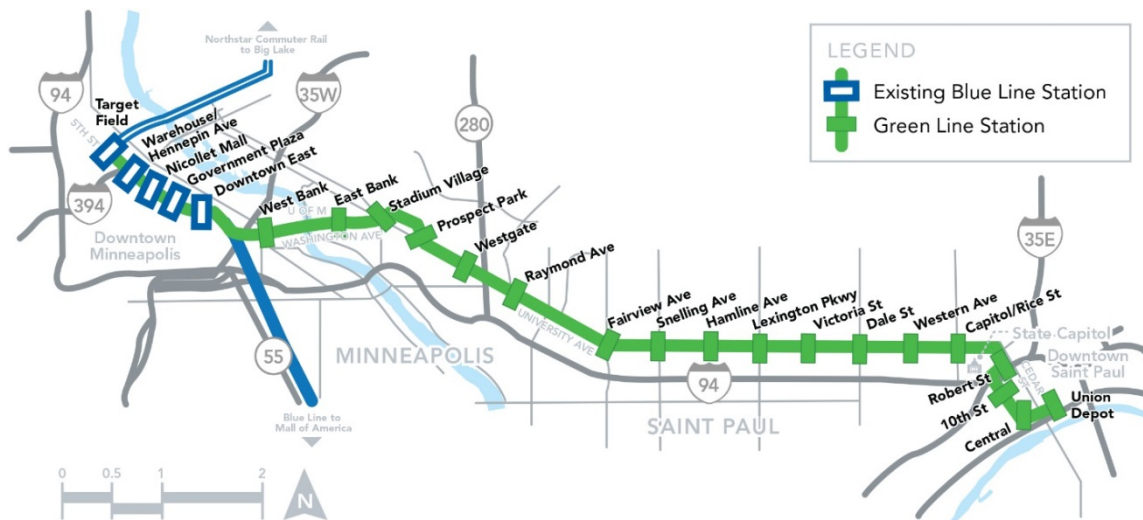 Northstar Commuter Rail
to Big Lake
LEGEND
Existing Blue Line Station
Green Line Station
94
35W
280
Target
Field
5TH ST
Warehouse/
Hennepin Ave
Nicollet Mall
Government Plaza
Downtown East
394
Downtown
Minneapolis
West Bank
U OF M
East Bank
WASHINGTON AVE
Stadium Village
Prospect Park
Westgate
Raymond Ave
UNIVERSITY AVE
Fairview Ave
Snelling Ave
Hamline Ave
Lexington Pkwy
Victoria St
Dale St
Western Ave
Capitol/Rice St
35E
State Capitol
Downtown
Saint Paul
CEDAR ST
Robert St
10th St
Central
Union
Depot
55
MINNEAPOLIS
94
SAINT PAUL
Blue Line to
Mall of America
0 0.5 1 2
N